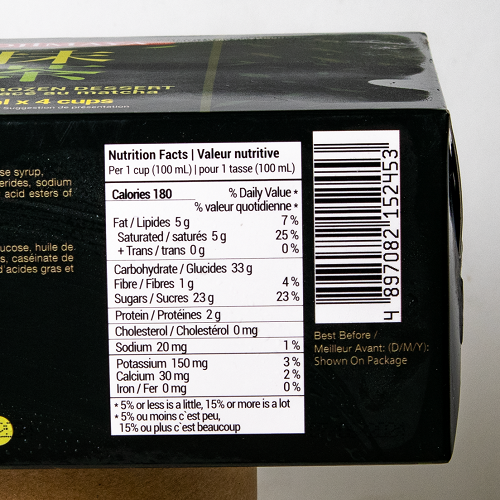 抹茶
ROZEN DESSERT
acé au matcha
l x 4 cups
suggestion de présentation
se syrup,
erides, sodium
acid esters of
ucose, huile de
s, caséinate de
d'acides gras et
Nutrition Facts | Valeur nutritive
Per 1 cup (100 mL) | pour 1 tasse (100 mL)
Calories 180 % Daily Value *
% valeur quotidienne *
Fat / Lipides 5 g 7 %
Saturated / saturés 5 g 25 %
+ Trans / trans 0 g 0 %
Carbohydrate / Glucides 33 g
Fibre / Fibres 1 g 4 %
Sugars / Sucres 23 g 23 %
Protein / Protéines 2 g
Cholesterol / Cholestérol 0 mg
Sodium 20 mg 1 %
Potassium 150 mg 3 %
Calcium 30 mg 2 %
Iron / Fer 0 mg 0 %
* 5% or less is a little, 15% or more is a lot
* 5% ou moins c`est peu,
15% ou plus c`est beaucoup
4 897082 152453
Best Before /
Meilleur Avant: (D/M/Y):
Shown On Package